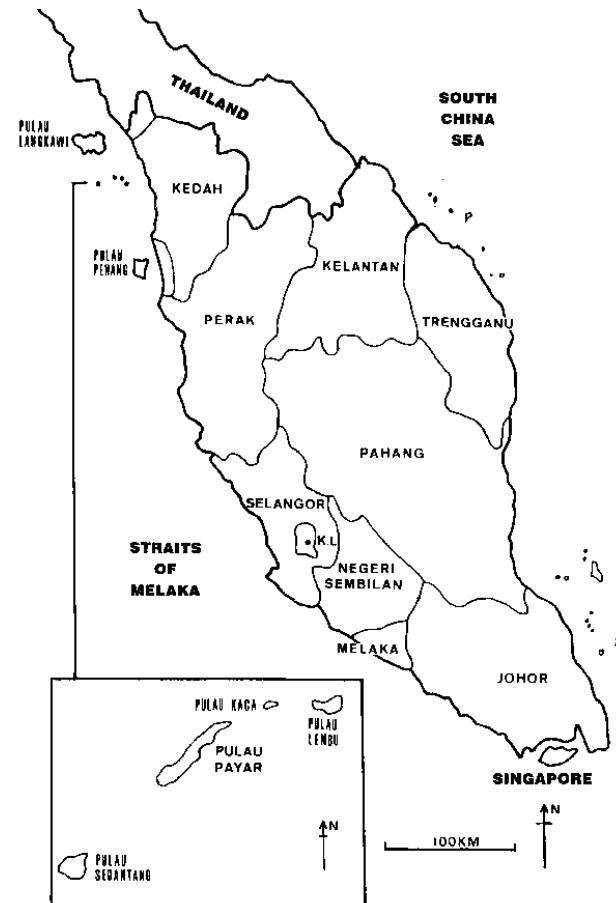 THAILAND
SOUTH
CHINA
SEA
PULAU
LANGKAWI
KEDAH
PULAU
PENANG
KELANTAN
PERAK
TRENGGANU
PAHANG
SELANGOR
K.L
STRAITS
OF
MELAKA
NEGERI
SEMBILAN
MELAKA
JOHOR
SINGAPORE
PULAU KACA
PULAU
LEMBU
PULAU
PAYAR
N
PULAU
SEGANTANG
100KM
N